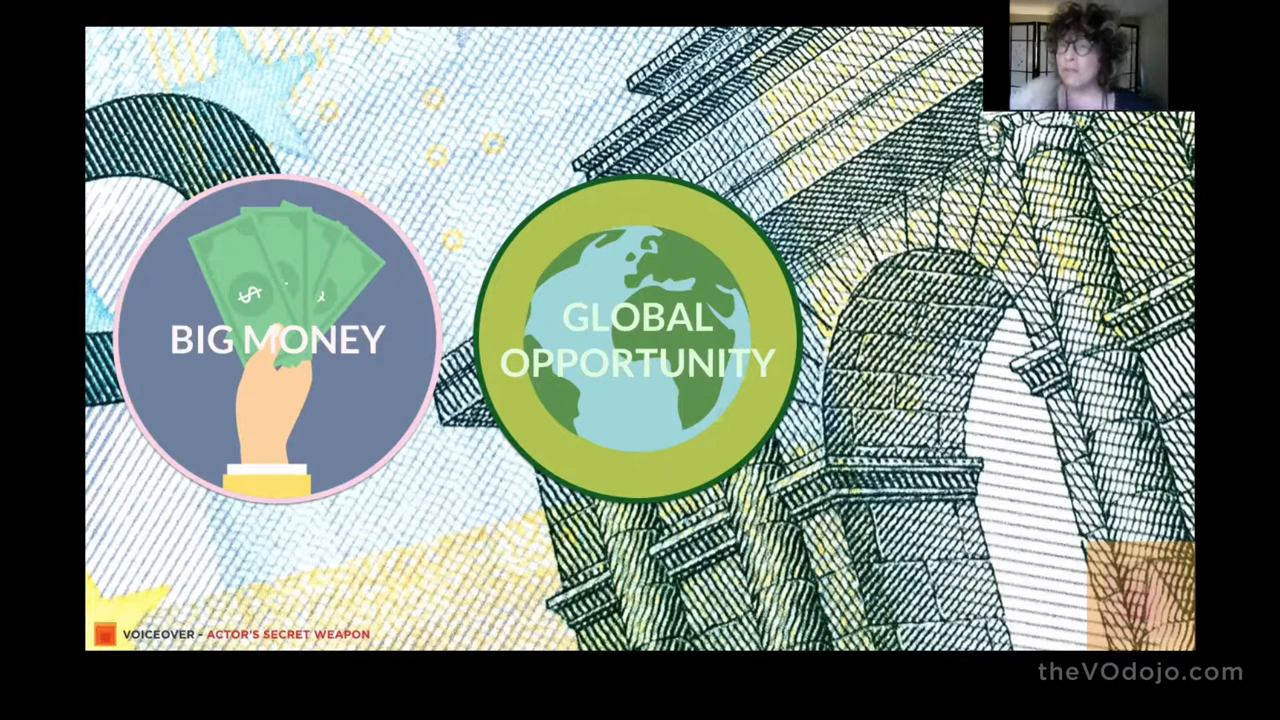 BIG MONEY
GLOBAL
OPPORTUNITY
VOICEOVER - ACTOR'S SECRET WEAPON
theVOdojo.com